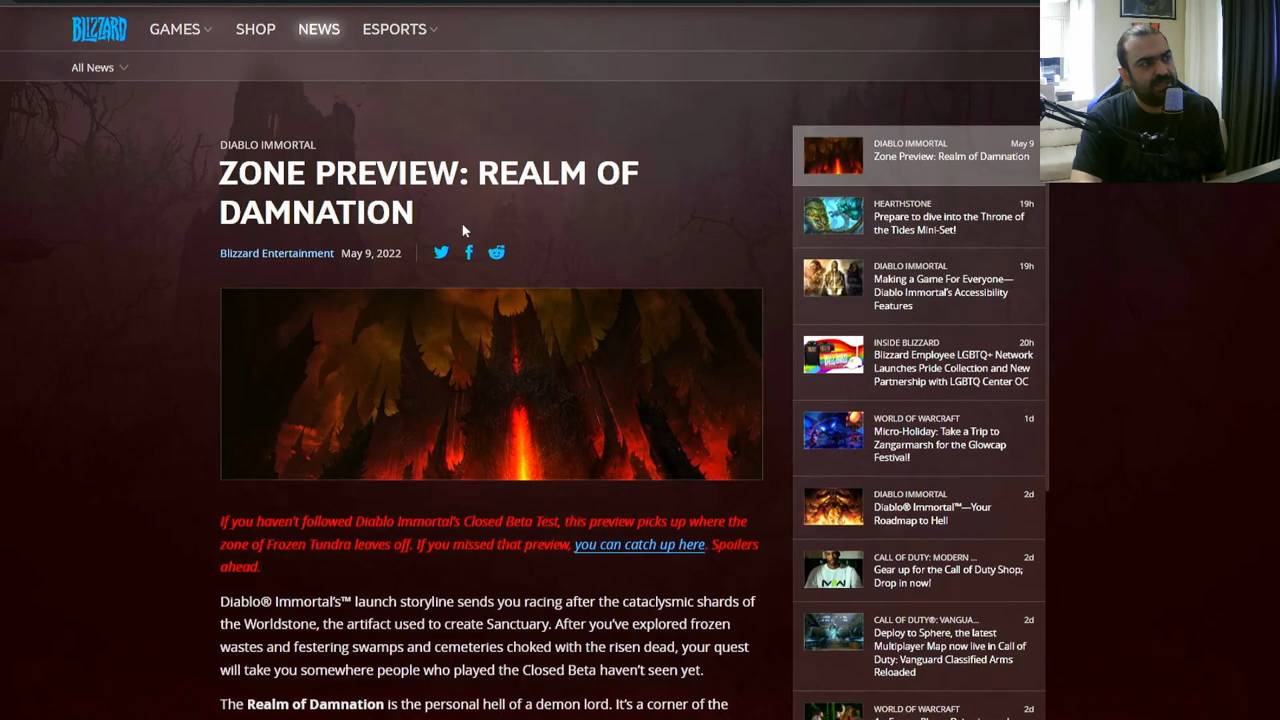 BLIZZARD
GAMES
SHOP
NEWS
ESPORTS
All News
DIABLO IMMORTAL
ZONE PREVIEW: REALM OF
DAMNATION
Blizzard Entertainment May 9, 2022
If you haven't followed Diablo Immortal's Closed Beta Test, this preview picks up where the
zone of Frozen Tundra leaves off. If you missed that preview, you can catch up here. Spoilers
ahead.
Diablo® Immortal's™ launch storyline sends you racing after the cataclysmic shards of
the Worldstone, the artifact used to create Sanctuary. After you've explored frozen
wastes and festering swamps and cemeteries choked with the risen dead, your quest
will take you somewhere people who played the Closed Beta haven't seen yet.
The Realm of Damnation is the personal hell of a demon lord. It's a corner of the
DIABLO IMMORTAL May 9
Zone Preview: Realm of Damnation
HEARTHSTONE 19h
Prepare to dive into the Throne of
the Tides Mini-Set!
DIABLO IMMORTAL 19h
Making a Game For Everyone—
Diablo Immortal's Accessibility
Features
INSIDE BLIZZARD 20h
Blizzard Employee LGBTQ+ Network
Launches Pride Collection and New
Partnership with LGBTQ Center OC
WORLD OF WARCRAFT 1d
Micro-Holiday: Take a Trip to
Zangarmarsh for the Glowcap
Festival!
DIABLO IMMORTAL 2d
Diablo® Immortal™—Your
Roadmap to Hell
CALL OF DUTY: MODERN ... 2d
Gear up for the Call of Duty Shop;
Drop in now!
CALL OF DUTY®: VANGUA... 2d
Deploy to Sphere, the latest
Multiplayer Map now live in Call of
Duty: Vanguard Classified Arms
Reloaded
WORLD OF WARCRAFT 2d